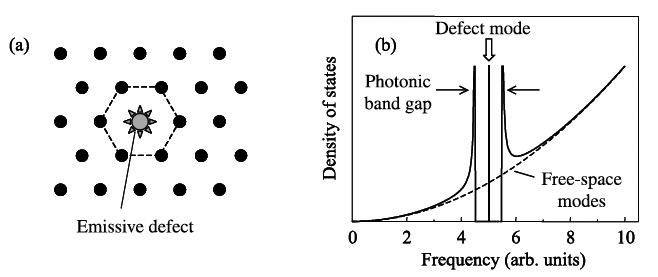 (a)
Emissive defect
(b)
Defect mode
Photonic
band gap
Free-space
modes
Density of states
0 2 4 6 8 10
Frequency (arb. units)